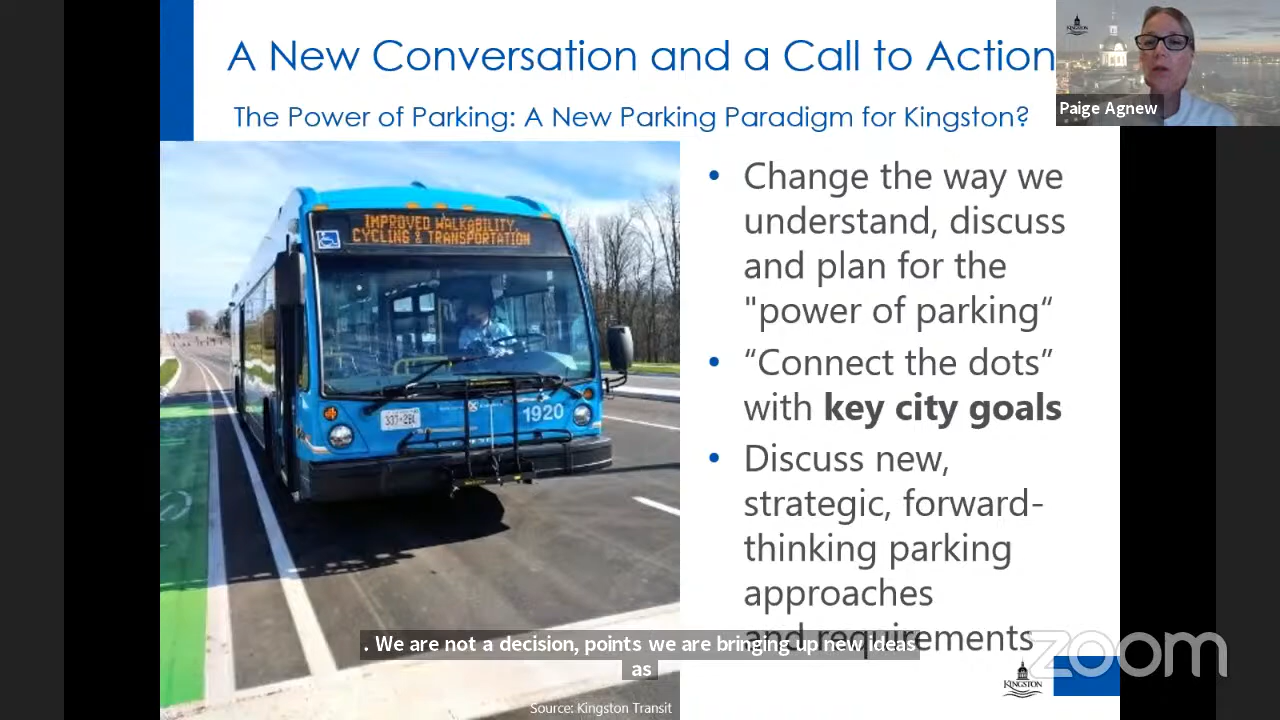 A New Conversation and a Call to Action
The Power of Parking: A New Parking Paradigm for Kingston?
KINGSTON
Paige Agnew
IMPROVED WALKABILITY,
CYCLING & TRANSPORTATION
1920
• Change the way we
understand, discuss
and plan for the
"power of parking“
• “Connect the dots”
with key city goals
• Discuss new,
strategic, forward-
thinking parking
approaches
and requirements
. We are not a decision, points we are bringing up new ideas
as
zoom
KINGSTON
Source: Kingston Transit